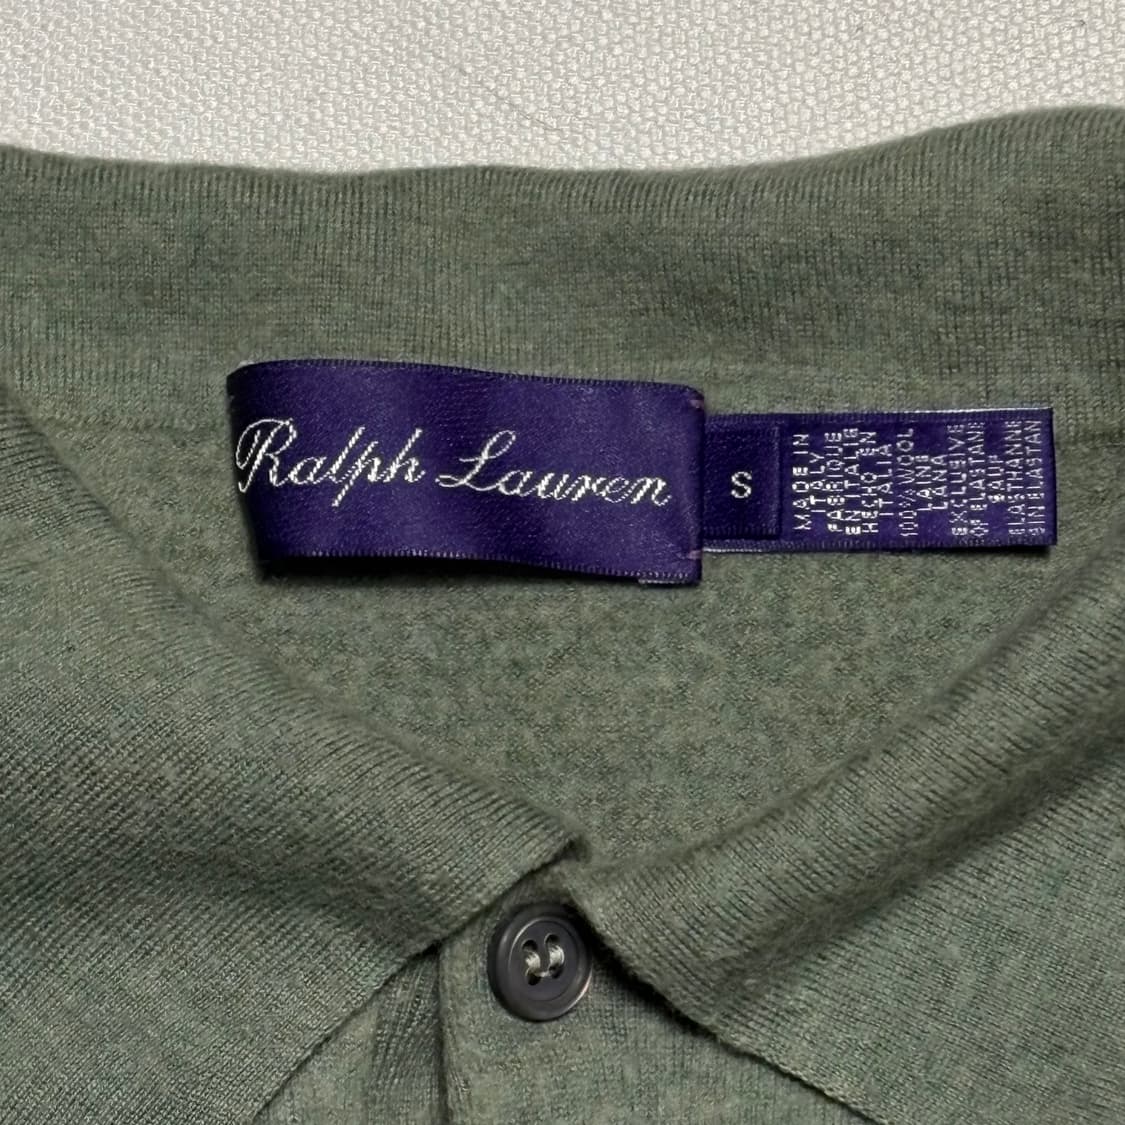 Ralph Lauren
S
MADE IN
ITALY
FABRIQUE
EN ITALIE
HECHO EN
ITALIA
100% WOOL
LAINE
LANA
EXCLUSIVE
OF ELASTANE
SAUF
ELASTHANNE
SIN ELASTAN